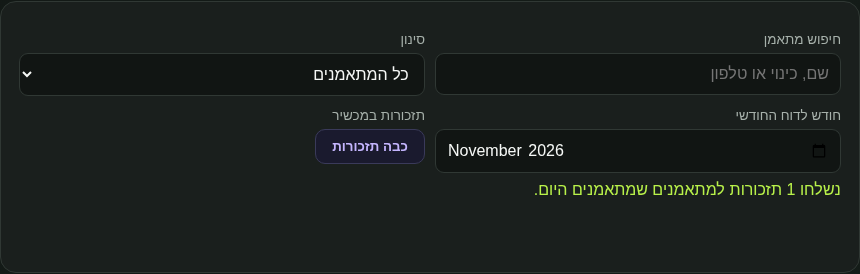 חיפוש מתאמן
שם, כינוי או טלפון
סינון
כל המתאמנים
חודש לדוח החודשי
November 2026
תזכורות במכשיר
כבה תזכורות
נשלחו 1 תזכורות למתאמנים שמתאמנים היום.